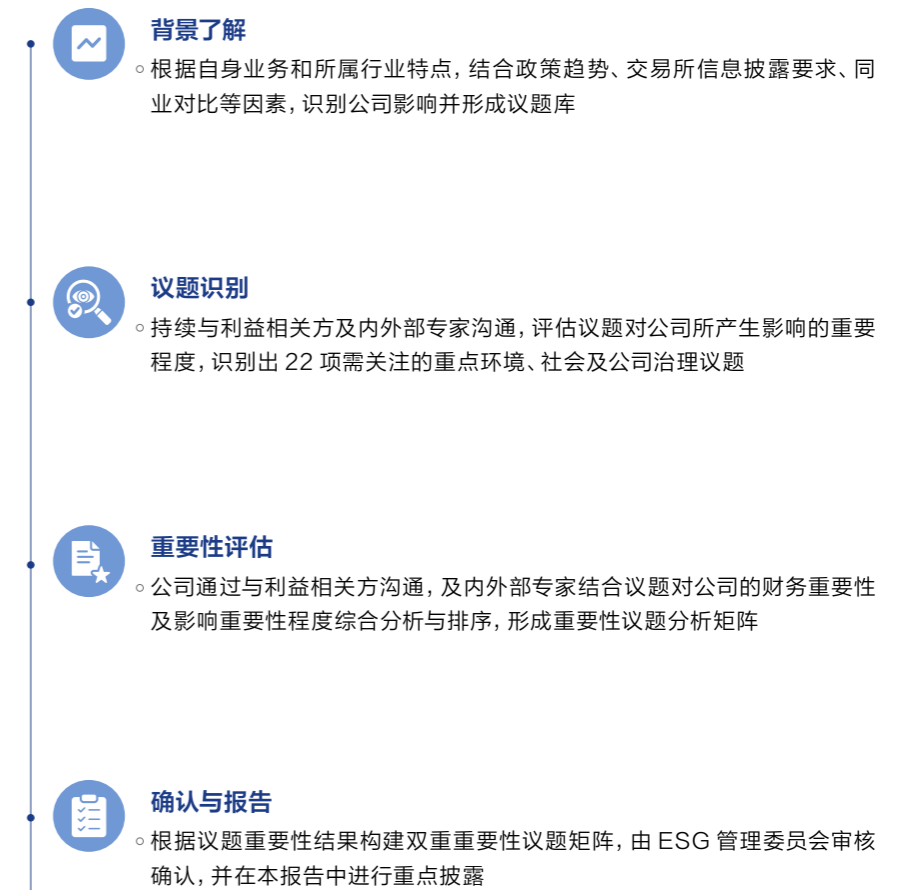 背景了解
根据自身业务和所属行业特点，结合政策趋势、交易所信息披露要求、同
业对比等因素，识别公司影响并形成议题库
议题识别
持续与利益相关方及内外部专家沟通，评估议题对公司所产生影响的重要
程度，识别出 22 项需关注的重点环境、社会及公司治理议题
重要性评估
公司通过与利益相关方沟通，及内外部专家结合议题对公司的财务重要性
及影响重要性程度综合分析与排序，形成重要性议题分析矩阵
确认与报告
根据议题重要性结果构建双重重要性议题矩阵，由 ESG 管理委员会审核
确认，并在本报告中进行重点披露